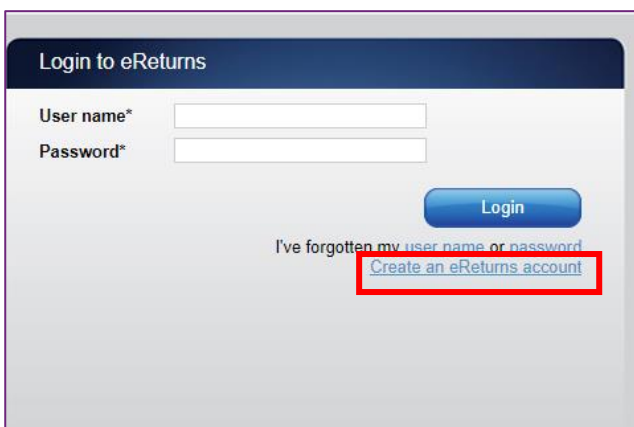 Login to eReturns
User name*
Password*
Login
I've forgotten my user name or password
Create an eReturns account